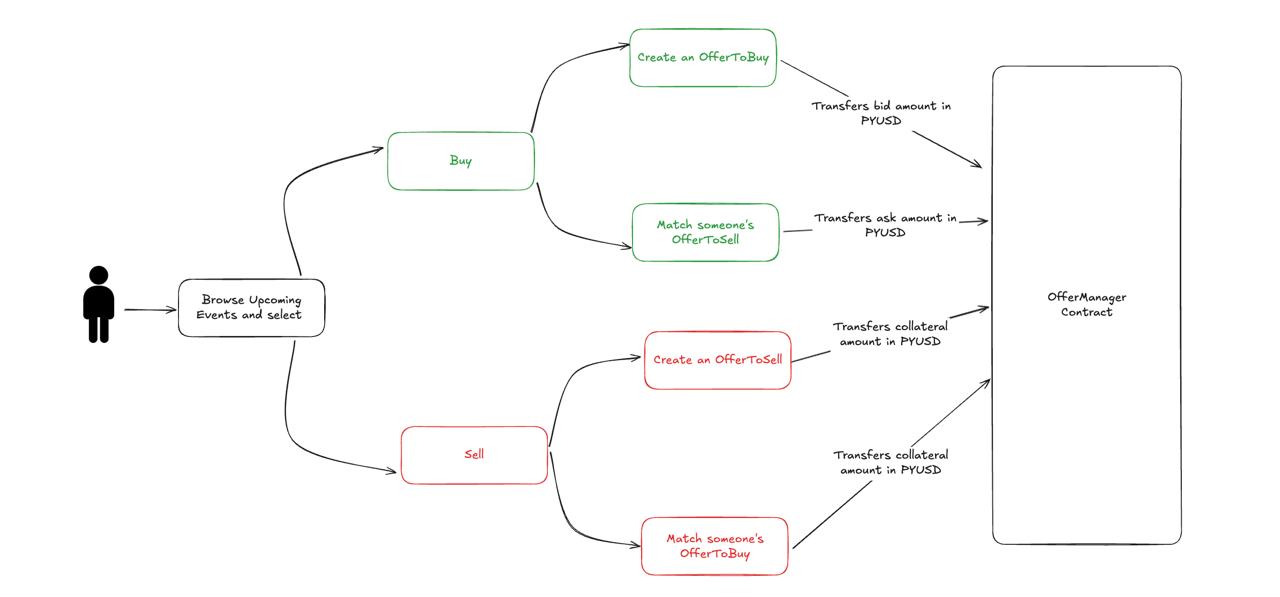 Create an OfferToBuy
Transfers bid amount in
PYUSD
Buy
Match someone's
OfferToSell
Transfers ask amount in
PYUSD
Browse Upcoming
Events and select
OfferManager
Contract
Create an OfferToSell
Transfers collateral
amount in PYUSD
Sell
Transfers collateral
amount in PYUSD
Match someone's
OfferToBuy